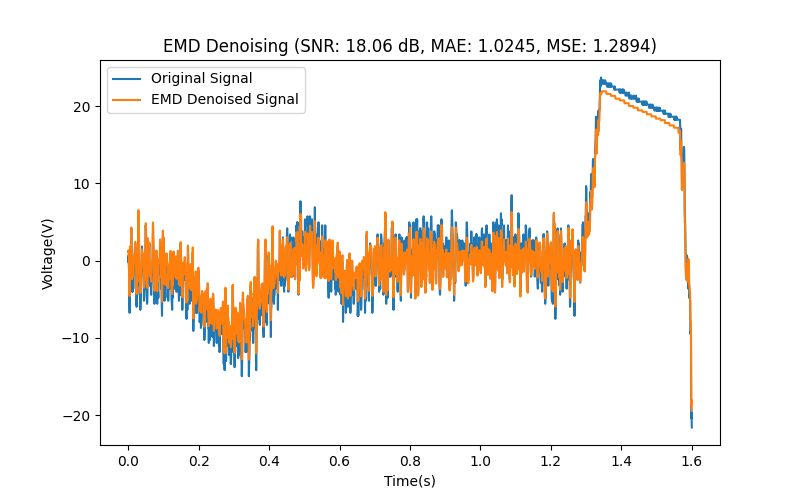 EMD Denoising (SNR: 18.06 dB, MAE: 1.0245, MSE: 1.2894)
Original Signal
EMD Denoised Signal
Voltage(V)
20
10
0
−10
−20
0.0 0.2 0.4 0.6 0.8 1.0 1.2 1.4 1.6
Time(s)